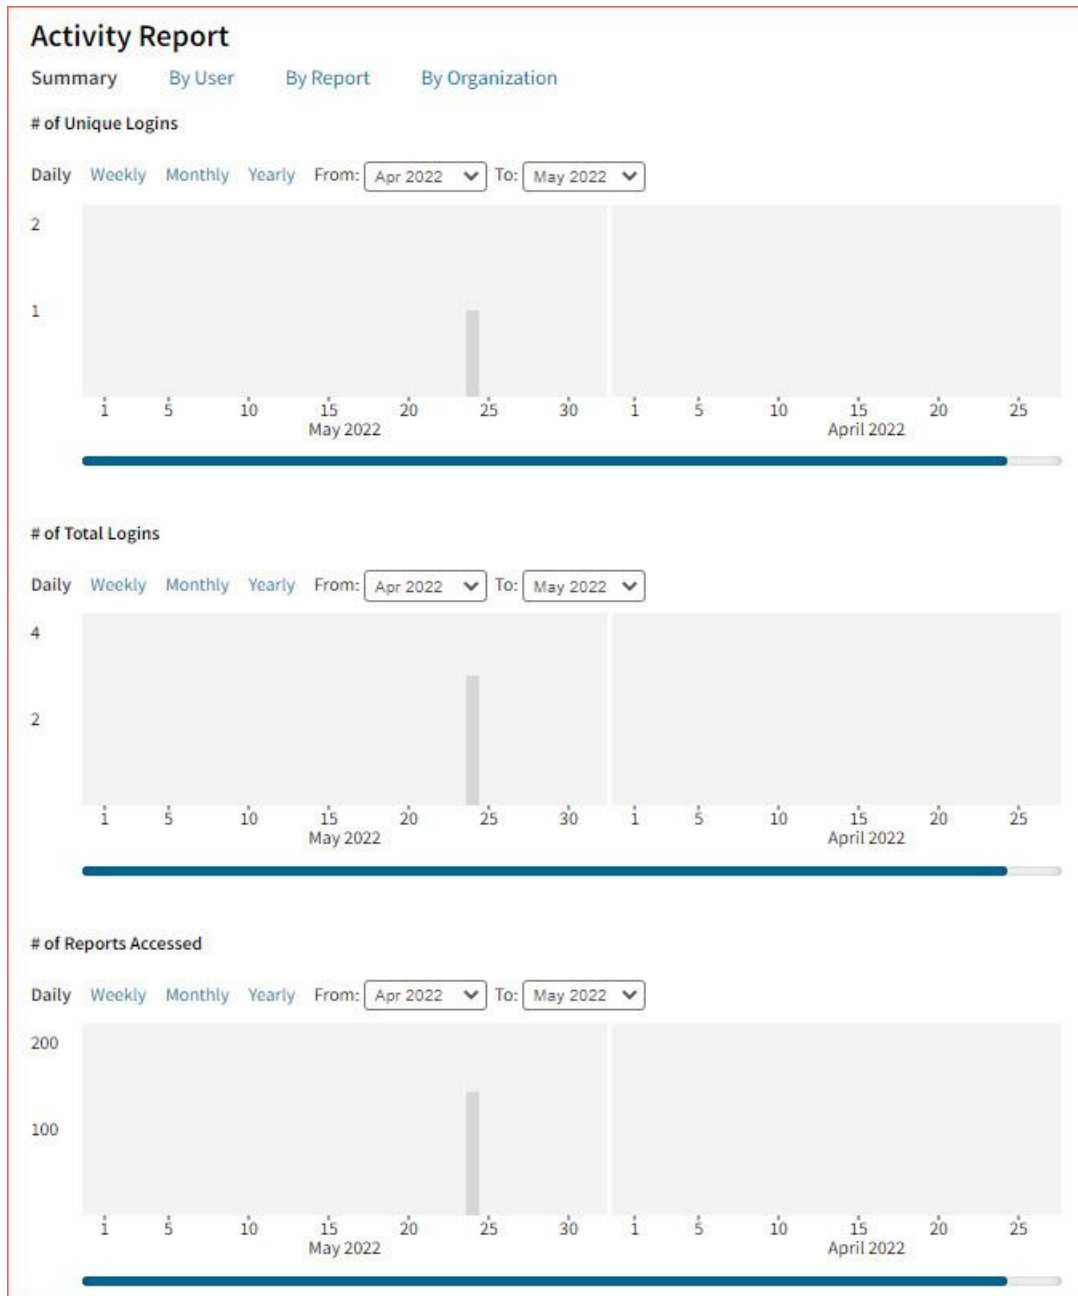 Activity Report
Summary By User By Report By Organization
# of Unique Logins
Daily Weekly Monthly Yearly From: Apr 2022 To: May 2022
2
1
1 5 10 15 20 25 30 1 5 10 15 20 25
May 2022 April 2022
# of Total Logins
Daily Weekly Monthly Yearly From: Apr 2022 To: May 2022
4
2
1 5 10 15 20 25 30 1 5 10 15 20 25
May 2022 April 2022
# of Reports Accessed
Daily Weekly Monthly Yearly From: Apr 2022 To: May 2022
200
100
1 5 10 15 20 25 30 1 5 10 15 20 25
May 2022 April 2022